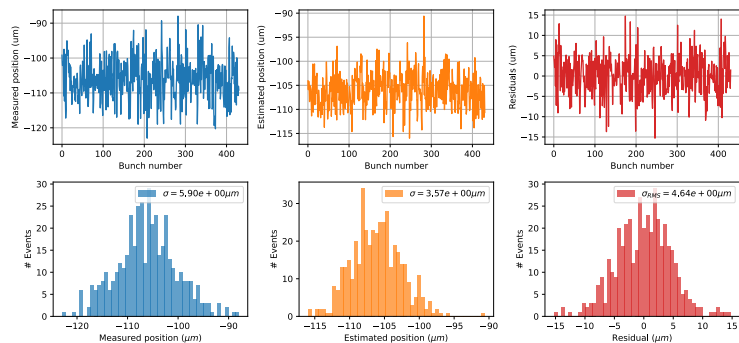 Measured position (um)
−90
−100
−110
−120
0 100 200 300 400
Bunch number
Estimated position (um)
−85
−90
−95
−100
−105
−110
−115
0 100 200 300 400
Bunch number
Residuals (um)
15
10
5
0
−5
−10
−15
0 100 200 300 400
Bunch number
# Events
30
25
20
15
10
5
0
σ = 5,90e + 00μm
−120 −110 −100 −90
Measured position (μm)
# Events
30
20
10
0
σ = 3,57e + 00μm
−115 −110 −105 −100 −95 −90
Estimated position (μm)
# Events
30
25
20
15
10
5
0
σRMS = 4,64e + 00μm
−15 −10 −5 0 5 10 15
Residual (μm)